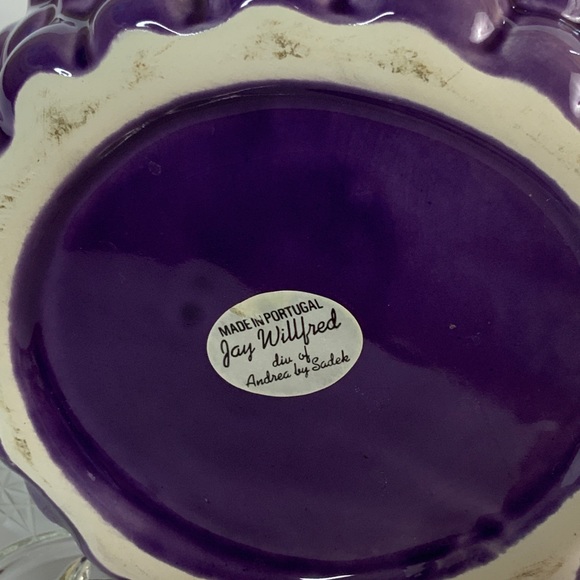 MADE IN PORTUGAL
Jay Willfred
div of
Andrea by Sadek